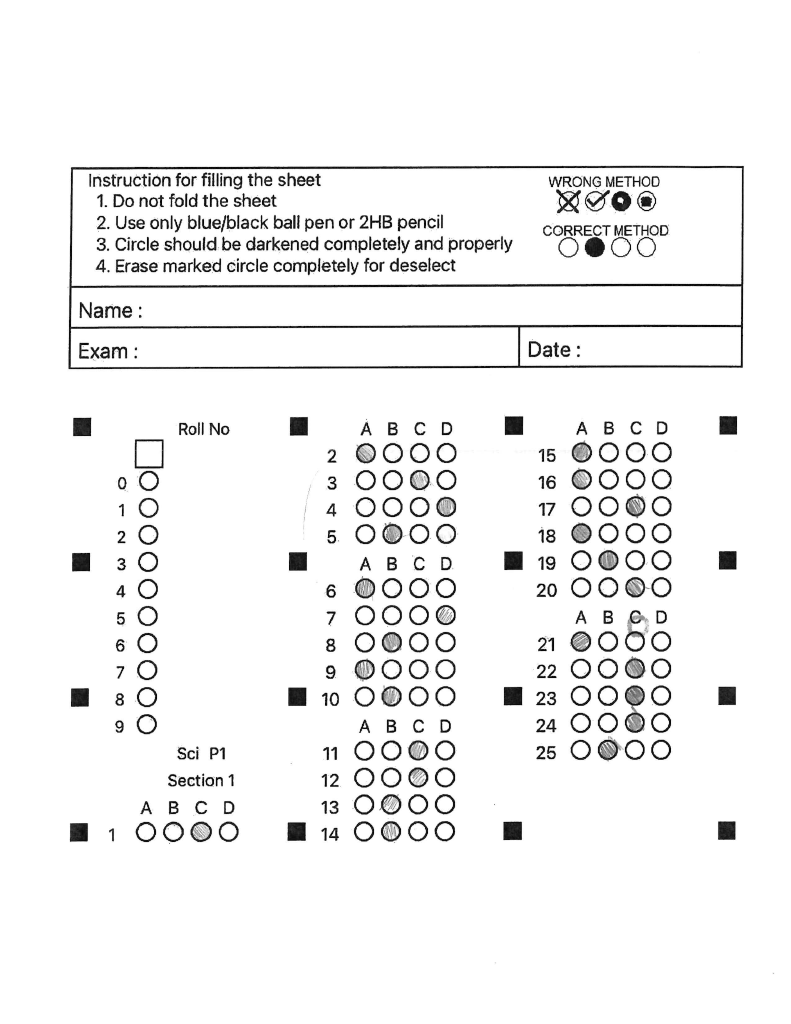 Instruction for filling the sheet
1. Do not fold the sheet
2. Use only blue/black ball pen or 2HB pencil
3. Circle should be darkened completely and properly
4. Erase marked circle completely for deselect
WRONG METHOD
CORRECT METHOD
Name :
Exam :
Date :
Roll No
0
1
2
3
4
5
6
7
8
9
Sci P1
Section 1
A B C D
1
A B C D
2
3
4
5
A B C D
6
7
8
9
10
A B C D
11
12
13
14
A B C D
15
16
17
18
19
20
A B C D
21
22
23
24
25